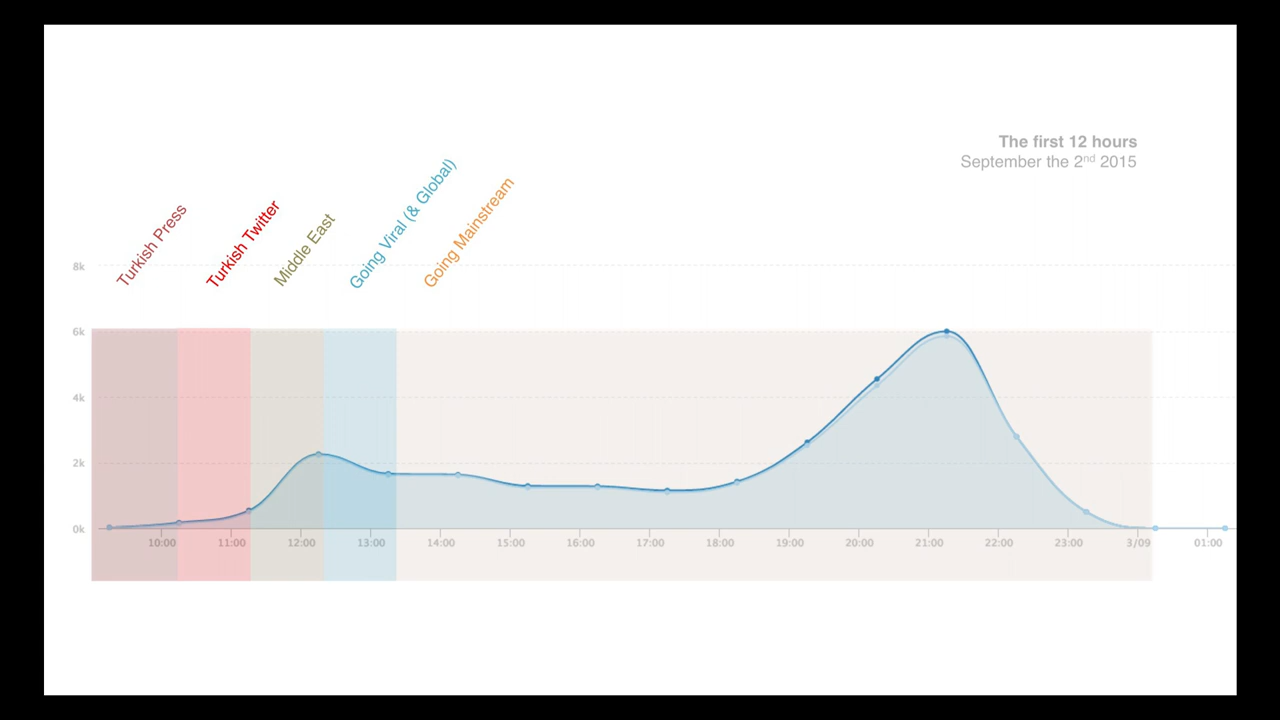 The first 12 hours
September the 2nd 2015
Turkish Press
Turkish Twitter
Middle East
Going Viral (& Global)
Going Mainstream
8k
6k
4k
2k
0k
10:00 11:00 12:00 13:00 14:00 15:00 16:00 17:00 18:00 19:00 20:00 21:00 22:00 23:00 3/09 01:00